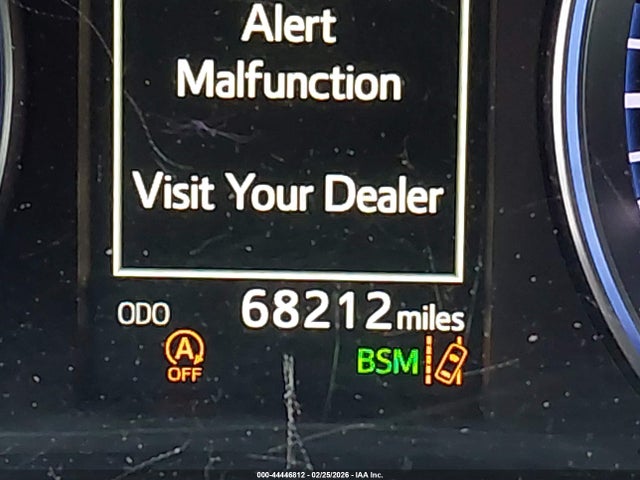 Alert
Malfunction
Visit Your Dealer
ODO 68212 miles
A
OFF
BSM
000-44446812 - 02/25/2026 - IAA Inc.